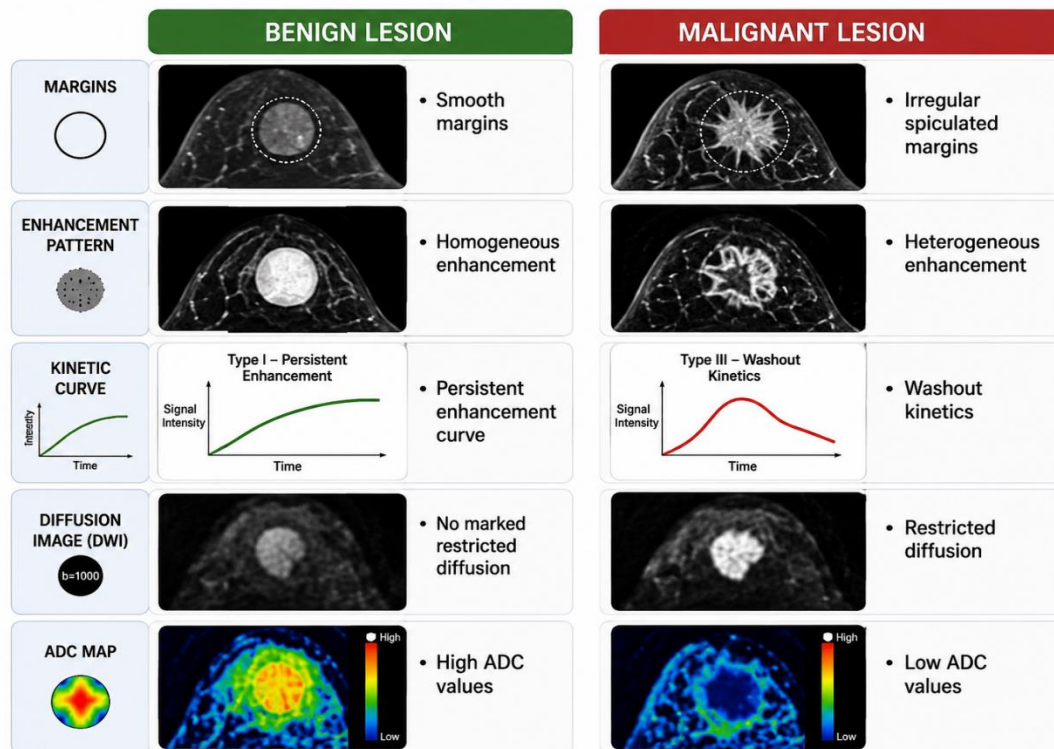 BENIGN LESION
MALIGNANT LESION
MARGINS
• Smooth
margins
• Irregular
spiculated
margins
ENHANCEMENT
PATTERN
• Homogeneous
enhancement
• Heterogeneous
enhancement
KINETIC
CURVE
Time
Type I – Persistent
Enhancement
Signal
Intensity
Time
• Persistent
enhancement
curve
Type III – Washout
Kinetics
Signal
Intensity
Time
• Washout
kinetics
DIFFUSION
IMAGE (DWI)
b=1000
• No marked
restricted
diffusion
• Restricted
diffusion
ADC MAP
High
Low
• High ADC
values
High
Low
• Low ADC
values